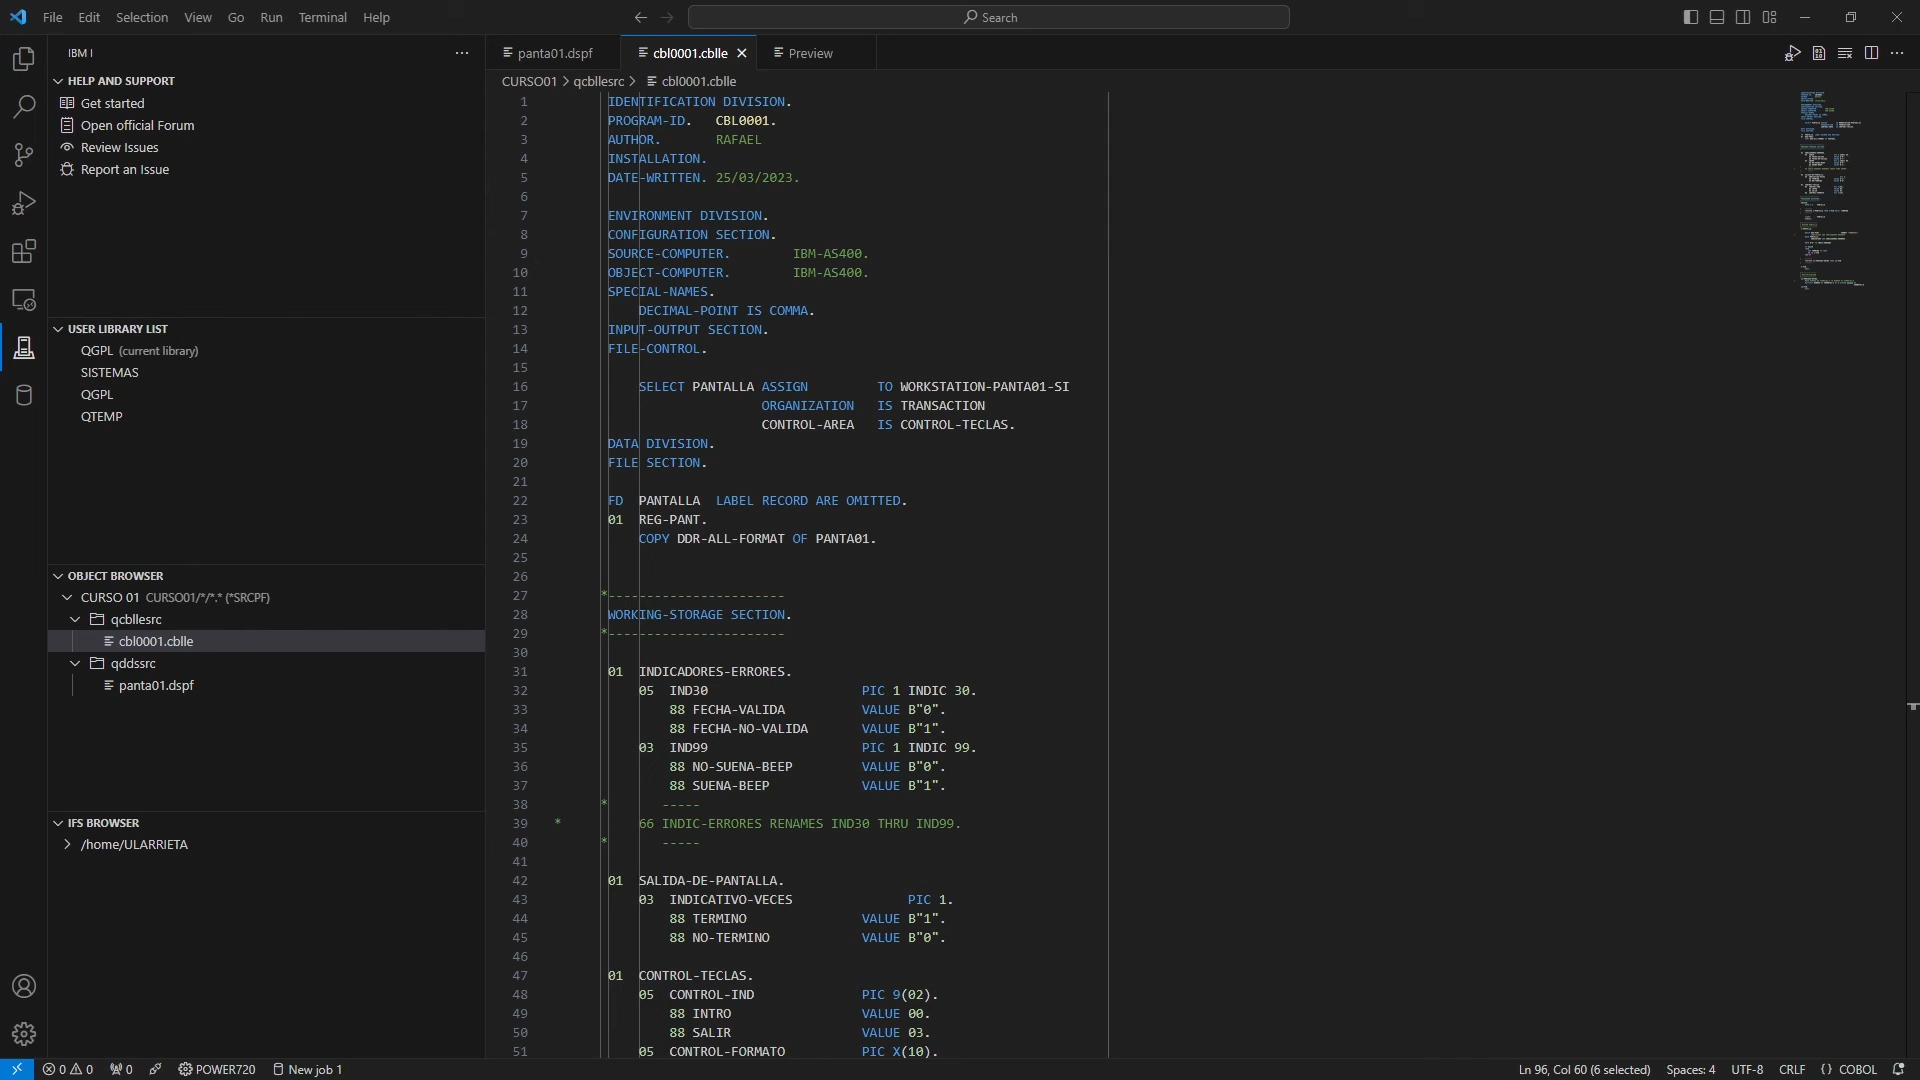 File Edit Selection View Go Run Terminal Help
Search
IBM I
HELP AND SUPPORT
Get started
Open official Forum
Review Issues
Report an Issue
USER LIBRARY LIST
QGPL (current library)
SISTEMAS
QGPL
QTEMP
OBJECT BROWSER
CURSO 01 CURSO01/*/*.* (*SRCPF)
qcbllesrc
cbl0001.cblle
qddssrc
panta01.dspf
IFS BROWSER
/home/ULARRIETA
panta01.dspf cbl0001.cblle Preview
CURSO01 > qcbllesrc > cbl0001.cblle
1 IDENTIFICATION DIVISION.
2 PROGRAM-ID. CBL0001.
3 AUTHOR. RAFAEL
4 INSTALLATION.
5 DATE-WRITTEN. 25/03/2023.
6
7 ENVIRONMENT DIVISION.
8 CONFIGURATION SECTION.
9 SOURCE-COMPUTER. IBM-AS400.
10 OBJECT-COMPUTER. IBM-AS400.
11 SPECIAL-NAMES.
12 DECIMAL-POINT IS COMMA.
13 INPUT-OUTPUT SECTION.
14 FILE-CONTROL.
15
16 SELECT PANTALLA ASSIGN TO WORKSTATION-PANTA01-SI
17 ORGANIZATION IS TRANSACTION
18 CONTROL-AREA IS CONTROL-TECLAS.
19 DATA DIVISION.
20 FILE SECTION.
21
22 FD PANTALLA LABEL RECORD ARE OMITTED.
23 01 REG-PANT.
24 COPY DDR-ALL-FORMAT OF PANTA01.
25
26
27 *-----------------------
28 WORKING-STORAGE SECTION.
29 *-----------------------
30
31 01 INDICADORES-ERRORES.
32 05 IND30 PIC 1 INDIC 30.
33 88 FECHA-VALIDA VALUE B"0".
34 88 FECHA-NO-VALIDA VALUE B"1".
35 03 IND99 PIC 1 INDIC 99.
36 88 NO-SUENA-BEEP VALUE B"0".
37 88 SUENA-BEEP VALUE B"1".
38 * -----
39 * 66 INDIC-ERRORES RENAMES IND30 THRU IND99.
40 * -----
41
42 01 SALIDA-DE-PANTALLA.
43 03 INDICATIVO-VECES PIC 1.
44 88 TERMINO VALUE B"1".
45 88 NO-TERMINO VALUE B"0".
46
47 01 CONTROL-TECLAS.
48 05 CONTROL-IND PIC 9(02).
49 88 INTRO VALUE 00.
50 88 SALIR VALUE 03.
51 05 CONTROL-FORMATO PIC X(10).
0 0 0 POWER720 New job 1 Ln 96, Col 60 (6 selected) Spaces: 4 UTF-8 CRLF {} COBOL